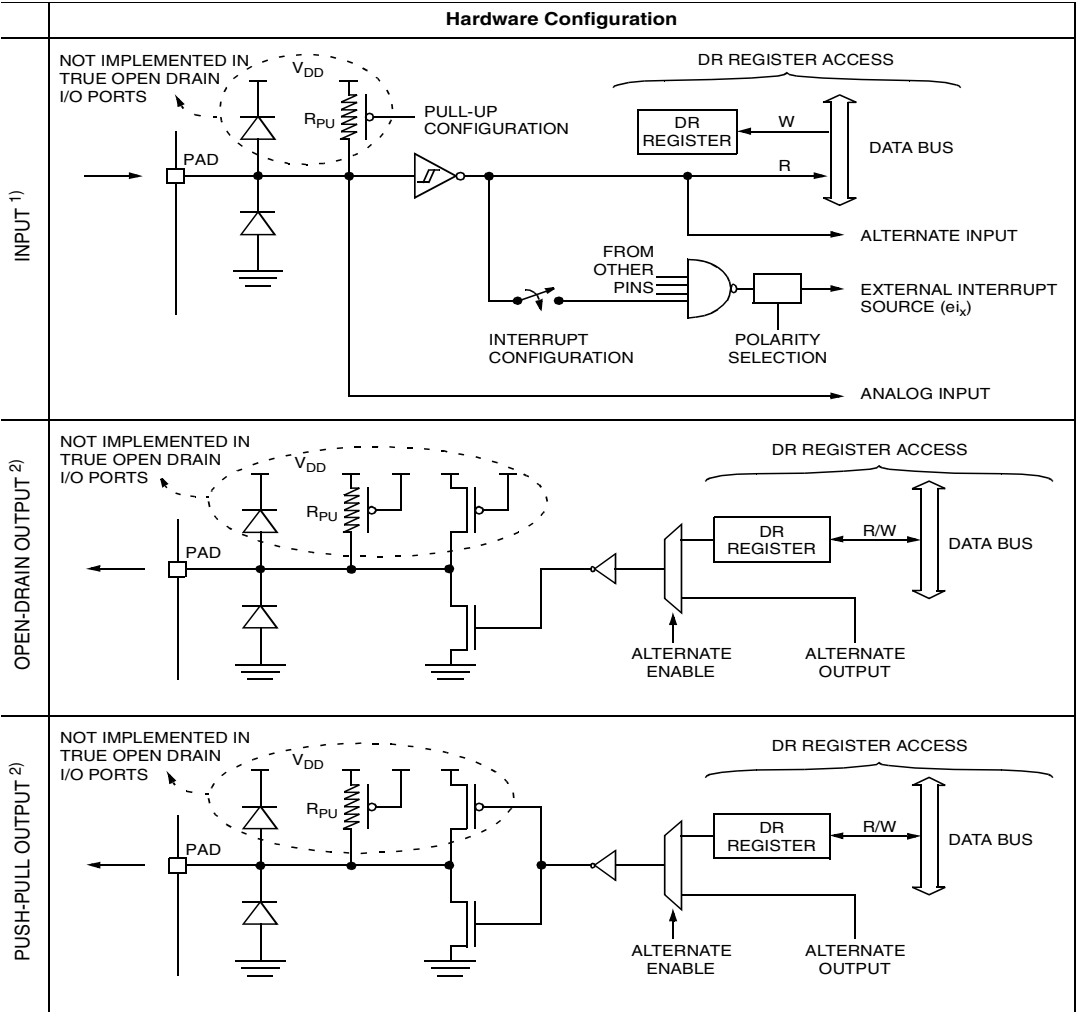 Hardware Configuration
INPUT 1)
NOT IMPLEMENTED IN
TRUE OPEN DRAIN
I/O PORTS
VDD
RPU
PULL-UP
CONFIGURATION
PAD
DR REGISTER ACCESS
DR
REGISTER
W
R
DATA BUS
ALTERNATE INPUT
FROM
OTHER
PINS
EXTERNAL INTERRUPT
SOURCE (eix)
INTERRUPT
CONFIGURATION
POLARITY
SELECTION
ANALOG INPUT
OPEN-DRAIN OUTPUT 2)
NOT IMPLEMENTED IN
TRUE OPEN DRAIN
I/O PORTS
VDD
RPU
PAD
DR REGISTER ACCESS
DR
REGISTER
R/W
DATA BUS
ALTERNATE
ENABLE
ALTERNATE
OUTPUT
PUSH-PULL OUTPUT 2)
NOT IMPLEMENTED IN
TRUE OPEN DRAIN
I/O PORTS
VDD
RPU
PAD
DR REGISTER ACCESS
DR
REGISTER
R/W
DATA BUS
ALTERNATE
ENABLE
ALTERNATE
OUTPUT